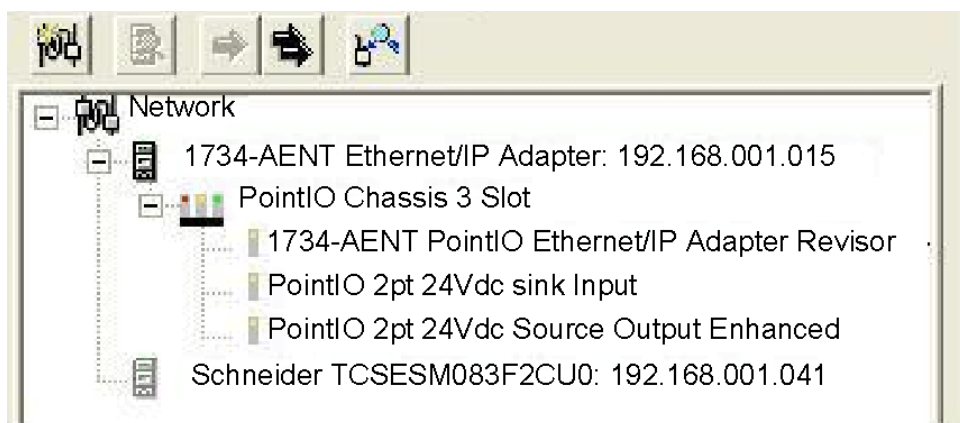 Network
1734-AENT Ethernet/IP Adapter: 192.168.001.015
PointIO Chassis 3 Slot
1734-AENT PointIO Ethernet/IP Adapter Revisor
PointIO 2pt 24Vdc sink Input
PointIO 2pt 24Vdc Source Output Enhanced
Schneider TCSESM083F2CU0: 192.168.001.041